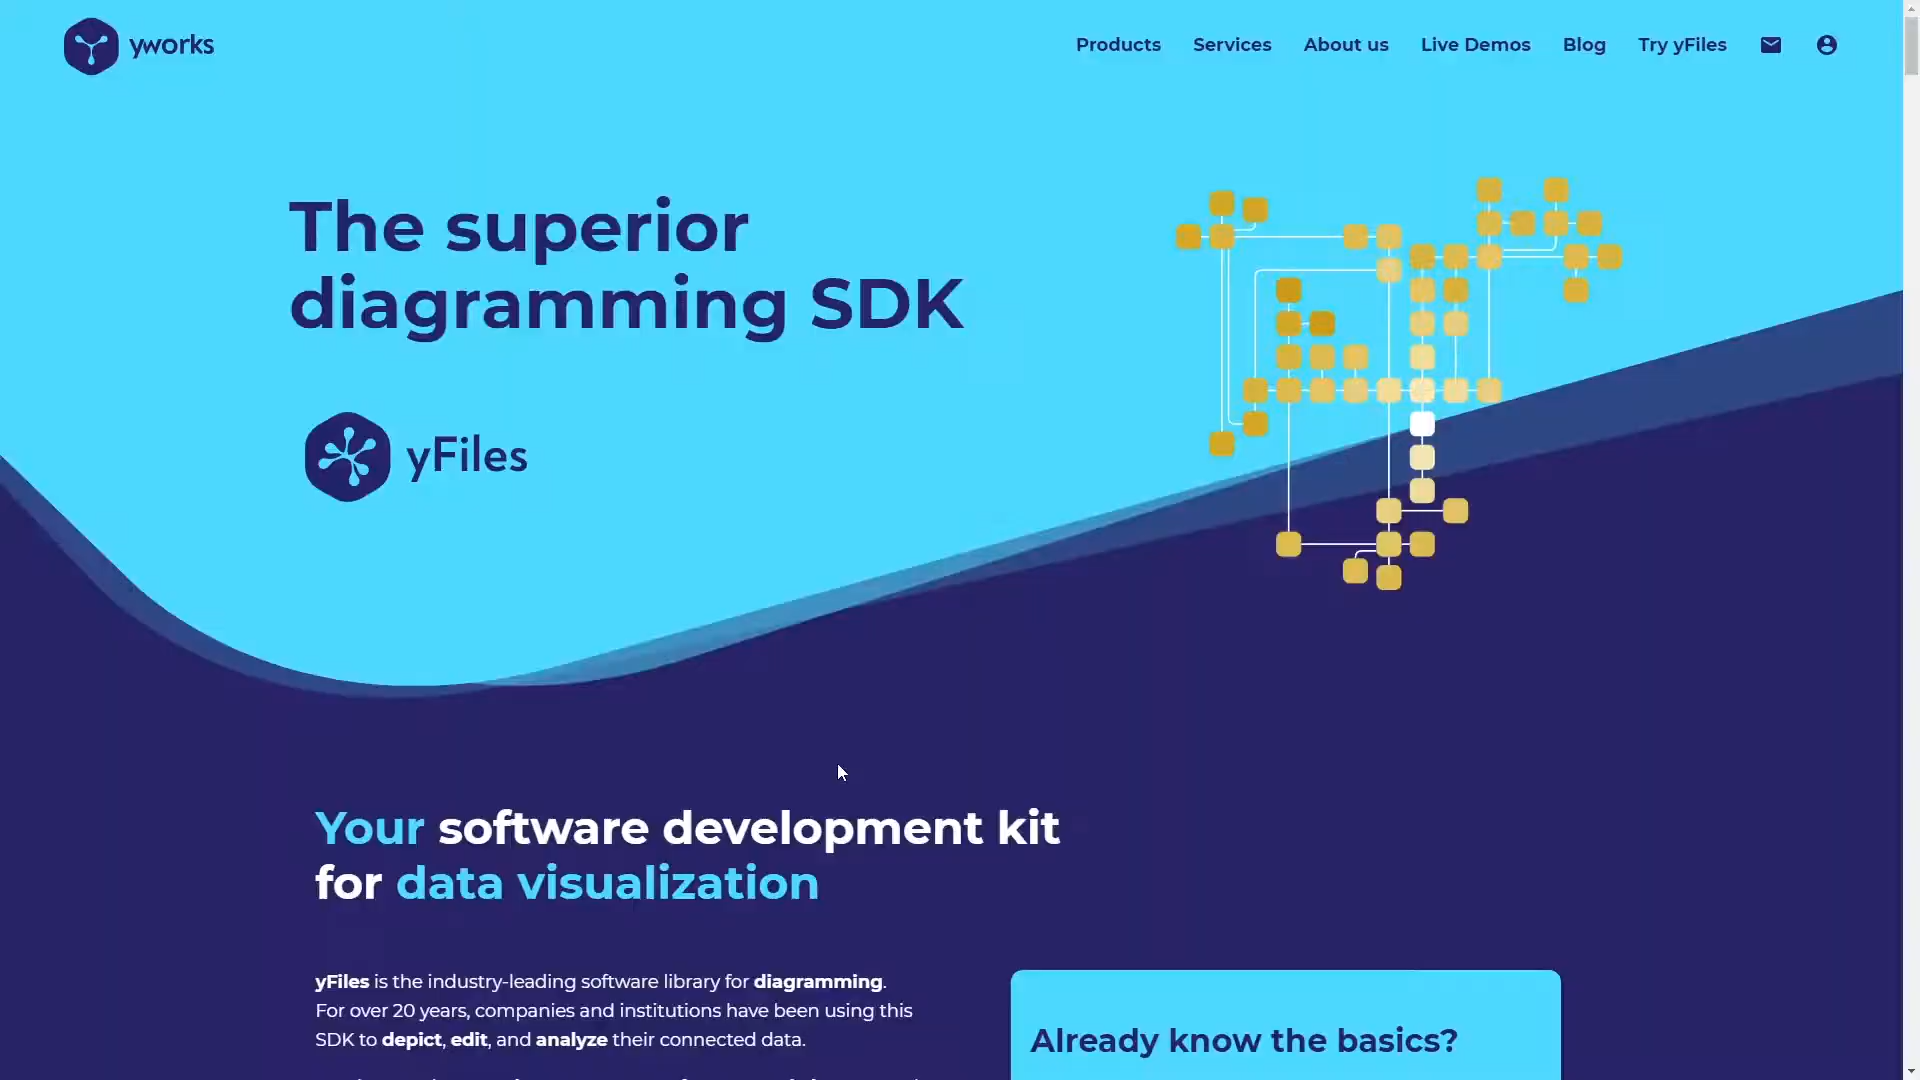 yworks
Products Services About us Live Demos Blog Try yFiles
The superior
diagramming SDK
yFiles
Your software development kit
for data visualization
yFiles is the industry-leading software library for diagramming.
For over 20 years, companies and institutions have been using this
SDK to depict, edit, and analyze their connected data.
Already know the basics?